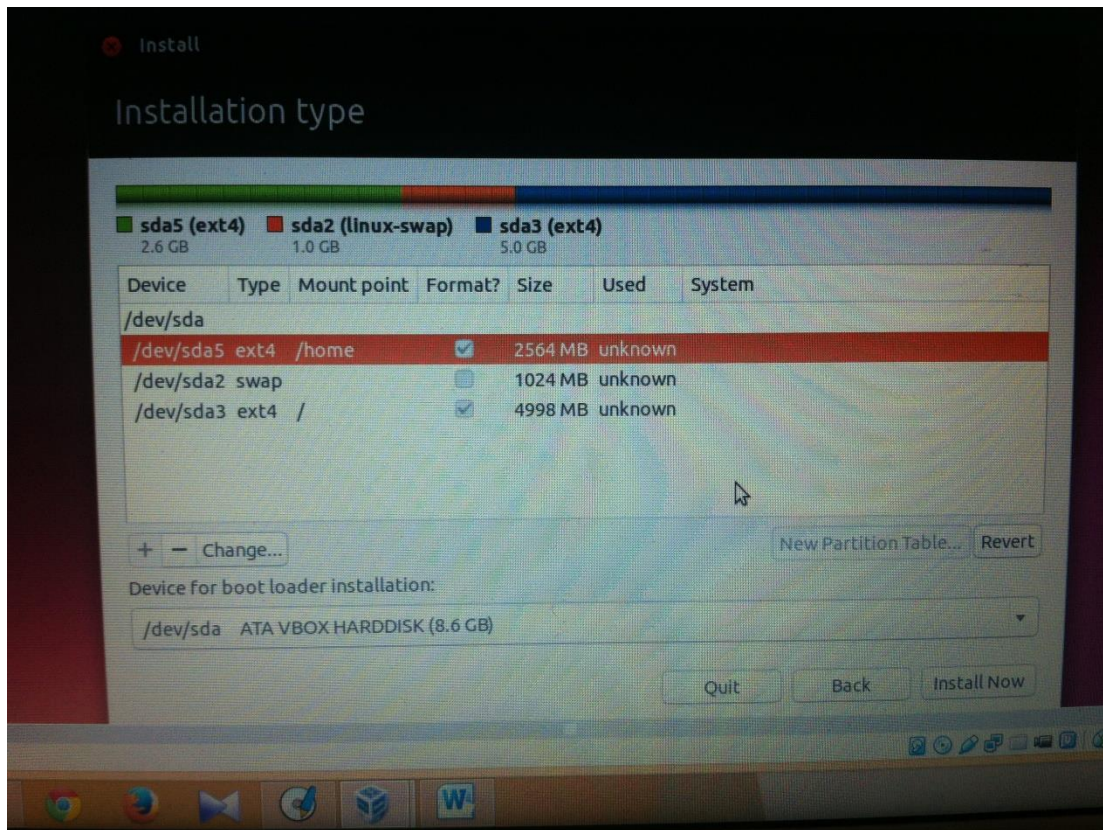 Install
Installation type
sda5 (ext4) sda2 (linux-swap) sda3 (ext4)
2.6 GB 1.0 GB 5.0 GB
Device Type Mount point Format? Size Used System
/dev/sda
/dev/sda5 ext4 /home 2564 MB unknown
/dev/sda2 swap 1024 MB unknown
/dev/sda3 ext4 / 4998 MB unknown
+ − Change... New Partition Table... Revert
Device for boot loader installation:
/dev/sda ATA VBOX HARDDISK (8.6 GB)
Quit Back Install Now
W